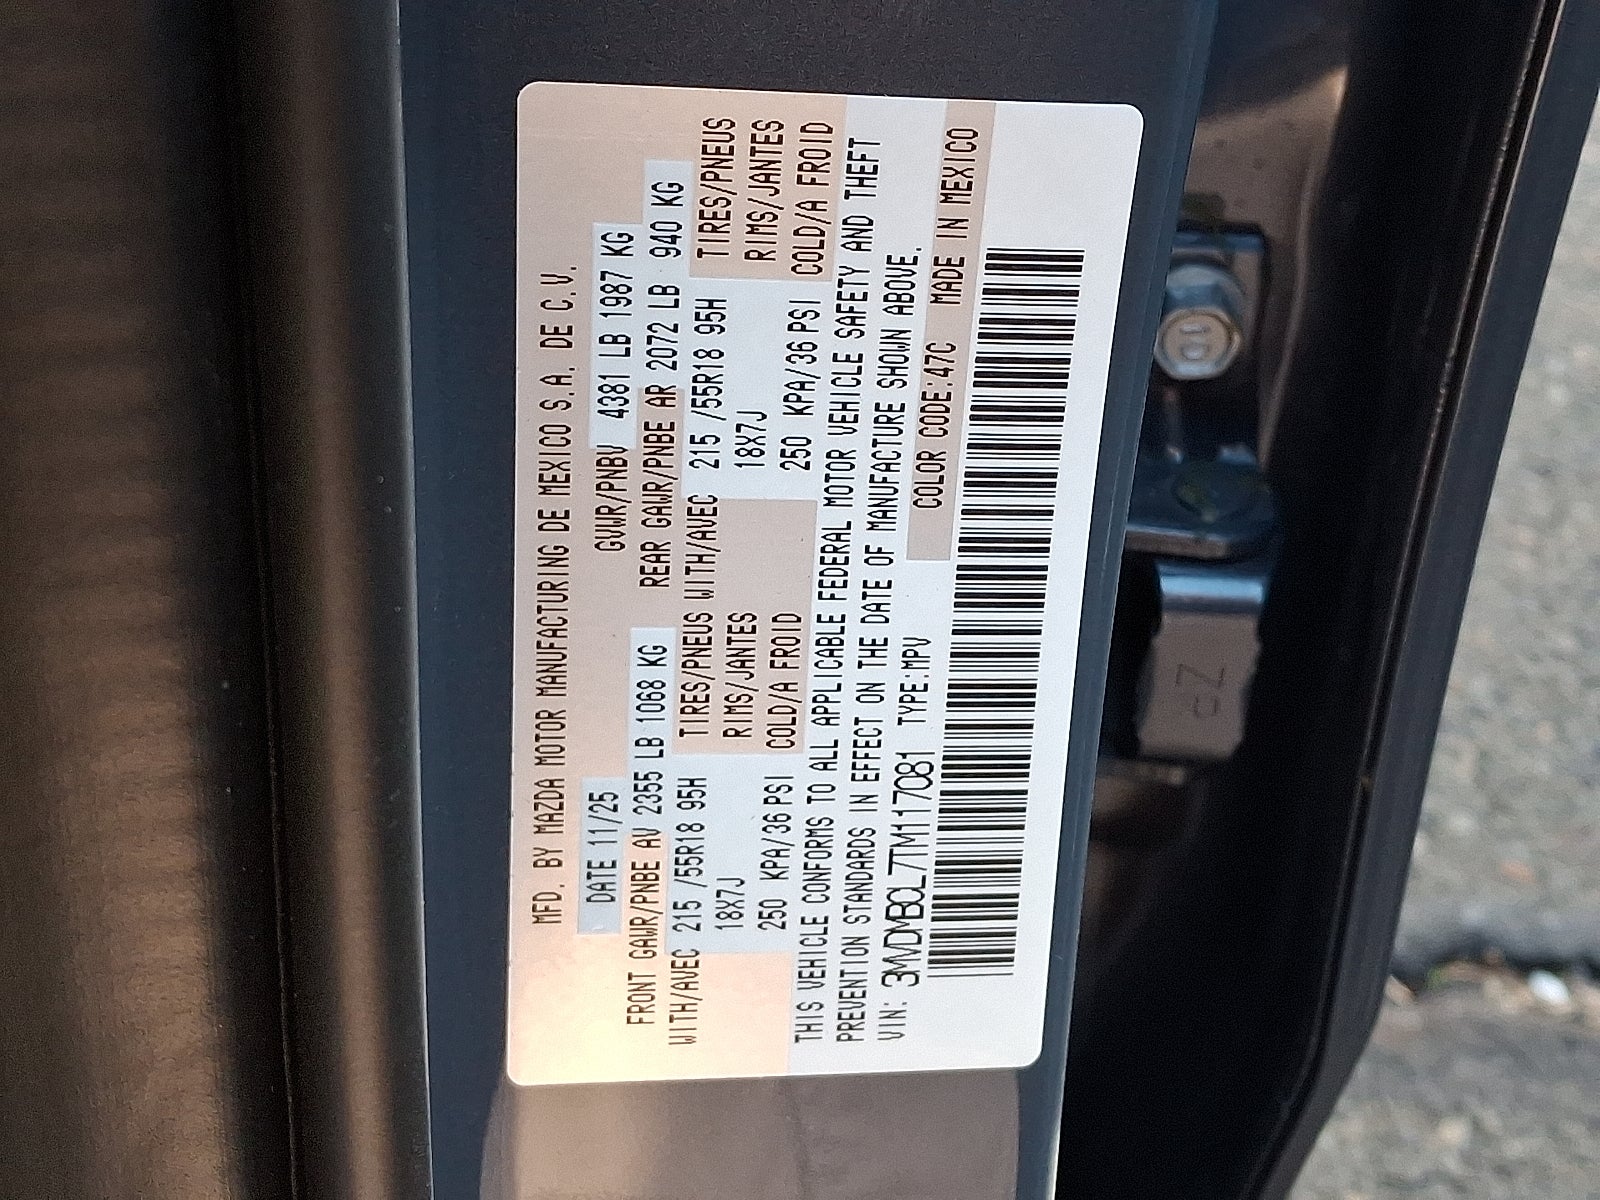 MFD. BY MAZDA MOTOR MANUFACTURING DE MEXICO S.A. DE C.V.
DATE 11/25 GVWR/PNBV 4381 LB 1987 KG
FRONT GAWR/PNBE AV 2355 LB 1068 KG REAR GAWR/PNBE AR 2072 LB 940 KG
WITH/AVEC 215 /55R18 95H TIRES/PNEUS WITH/AVEC 215 /55R18 95H TIRES/PNEUS
18X7J RIMS/JANTES 18X7J RIMS/JANTES
250 KPA/36 PSI COLD/A FROID 250 KPA/36 PSI COLD/A FROID
THIS VEHICLE CONFORMS TO ALL APPLICABLE FEDERAL MOTOR VEHICLE SAFETY AND THEFT
PREVENTION STANDARDS IN EFFECT ON THE DATE OF MANUFACTURE SHOWN ABOVE.
VIN: 3MVDMBCL7TM117081 TYPE:MPV COLOR CODE:47C MADE IN MEXICO